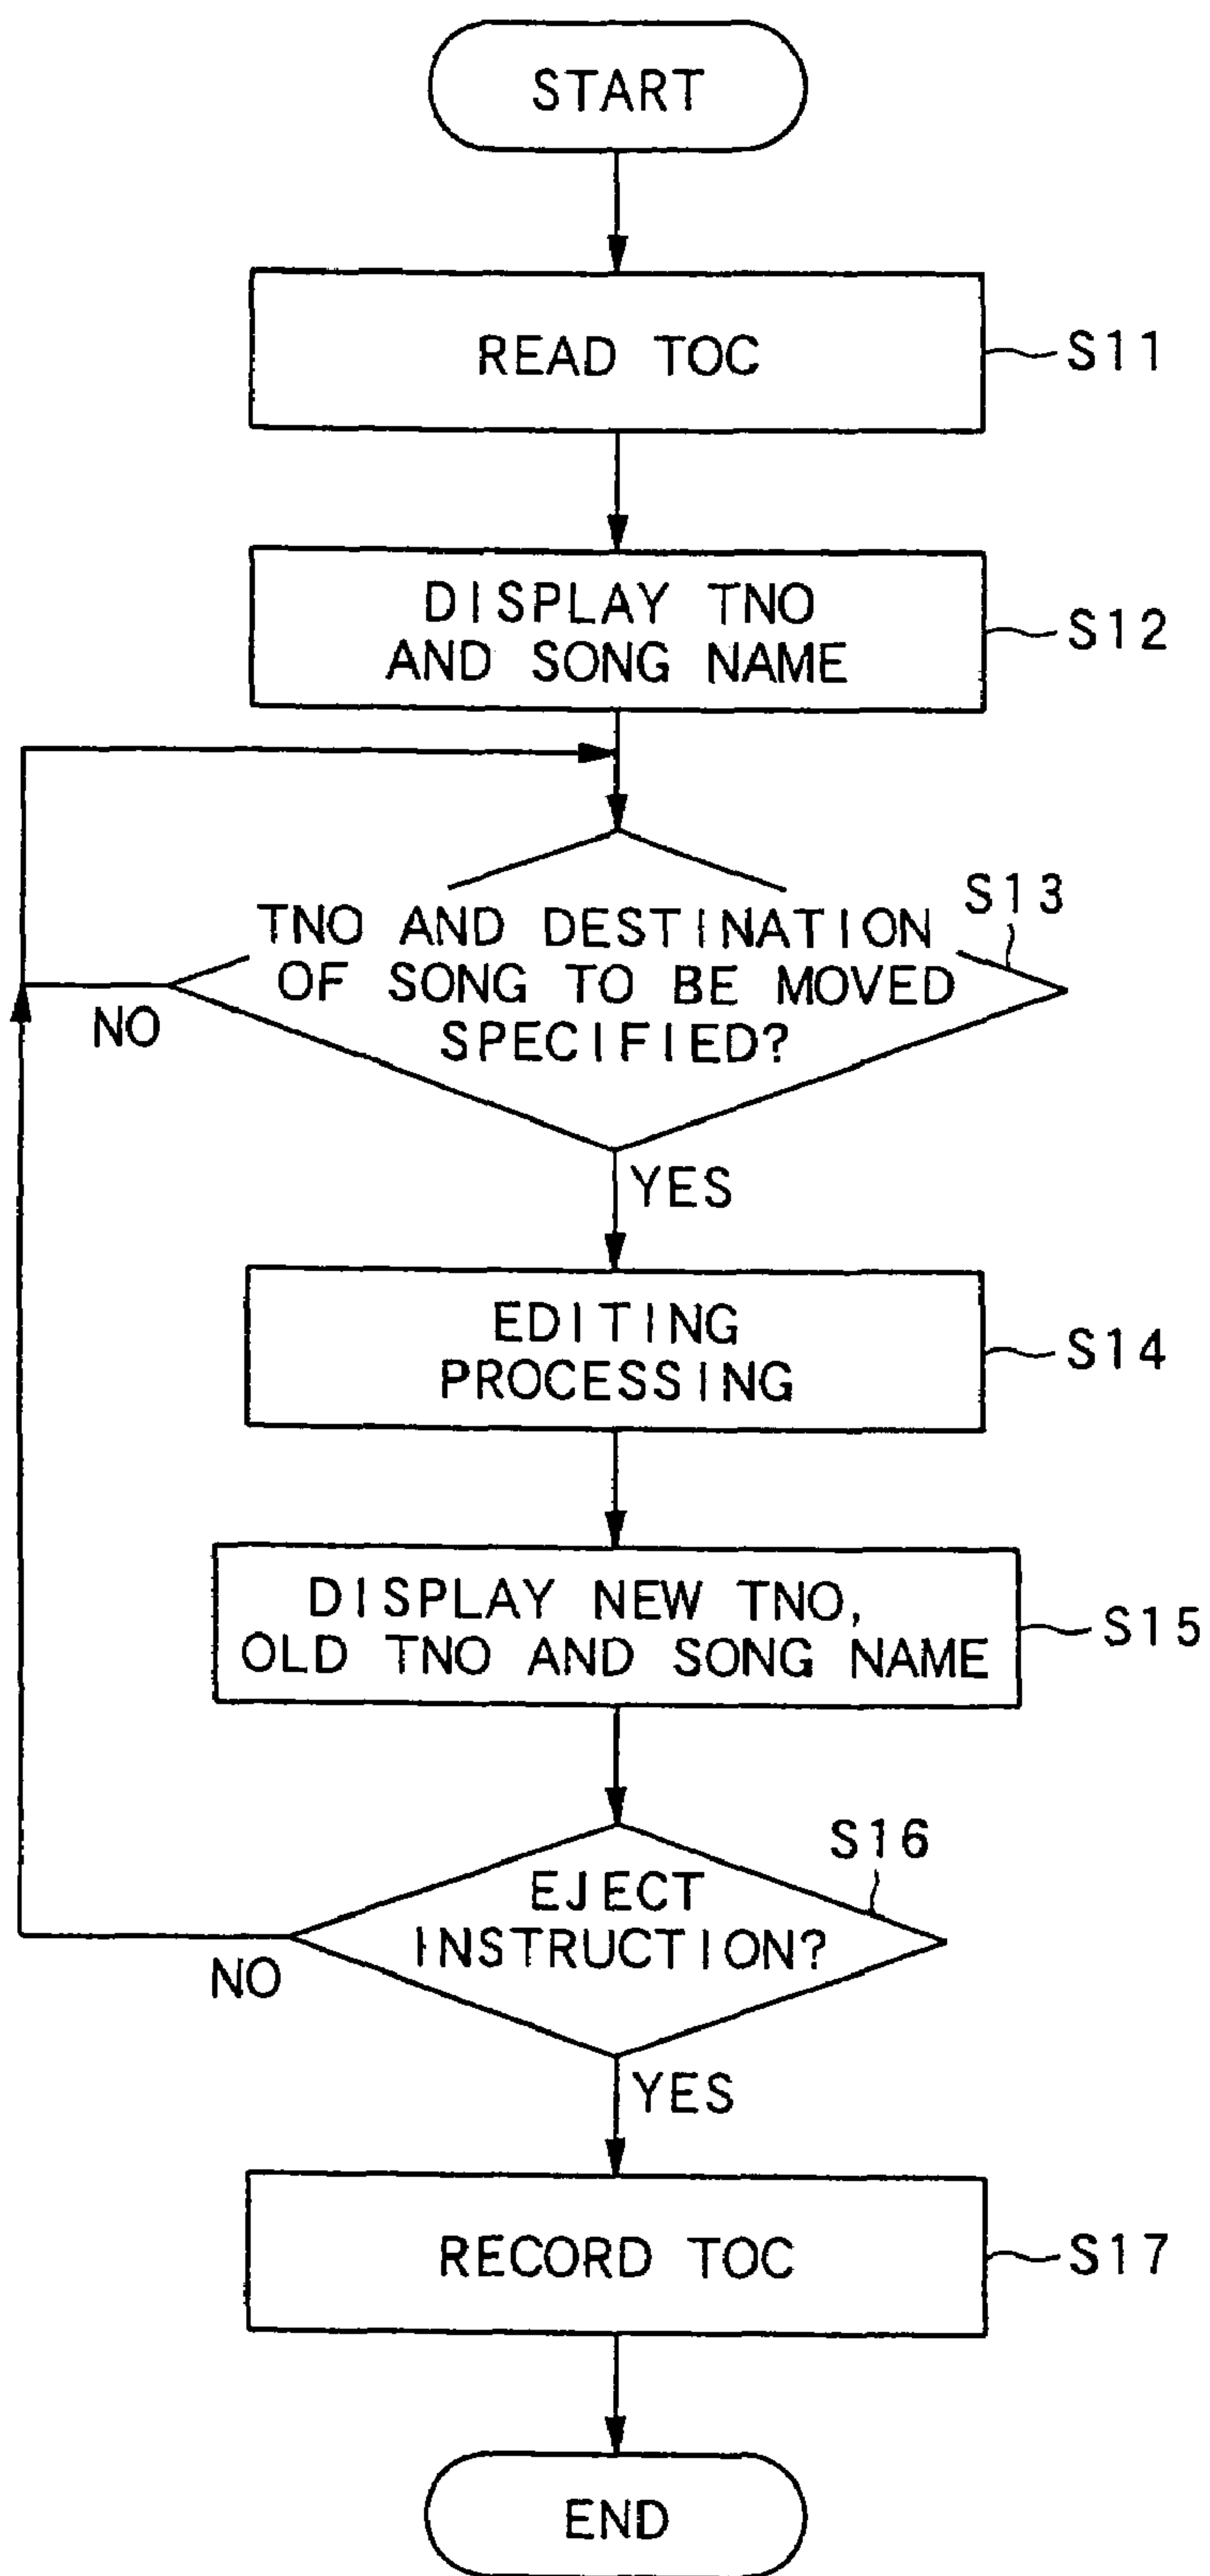 START
READ TOC
S11
DISPLAY TNO
AND SONG NAME
S12
S13
TNO AND DESTINATION
OF SONG TO BE MOVED
SPECIFIED?
NO
YES
EDITING
PROCESSING
S14
DISPLAY NEW TNO,
OLD TNO AND SONG NAME
S15
S16
EJECT
INSTRUCTION?
NO
YES
RECORD TOC
S17
END